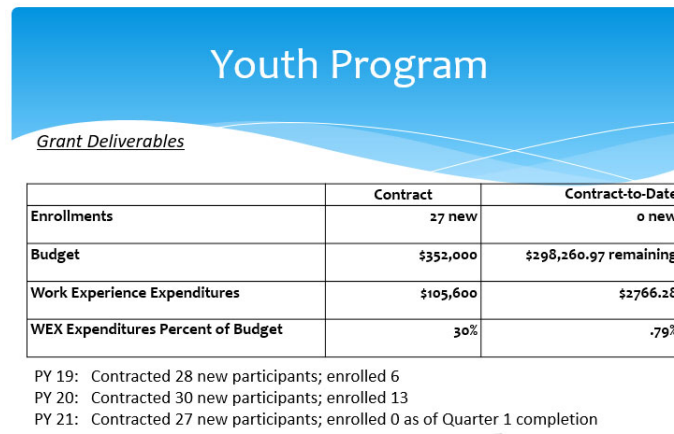 Youth Program
Grant Deliverables
Contract Contract-to-Date
Enrollments 27 new 0 new
Budget $352,000 $298,260.97 remaining
Work Experience Expenditures $105,600 $2766.28
WEX Expenditures Percent of Budget 30% .79%
PY 19: Contracted 28 new participants; enrolled 6
PY 20: Contracted 30 new participants; enrolled 13
PY 21: Contracted 27 new participants; enrolled 0 as of Quarter 1 completion